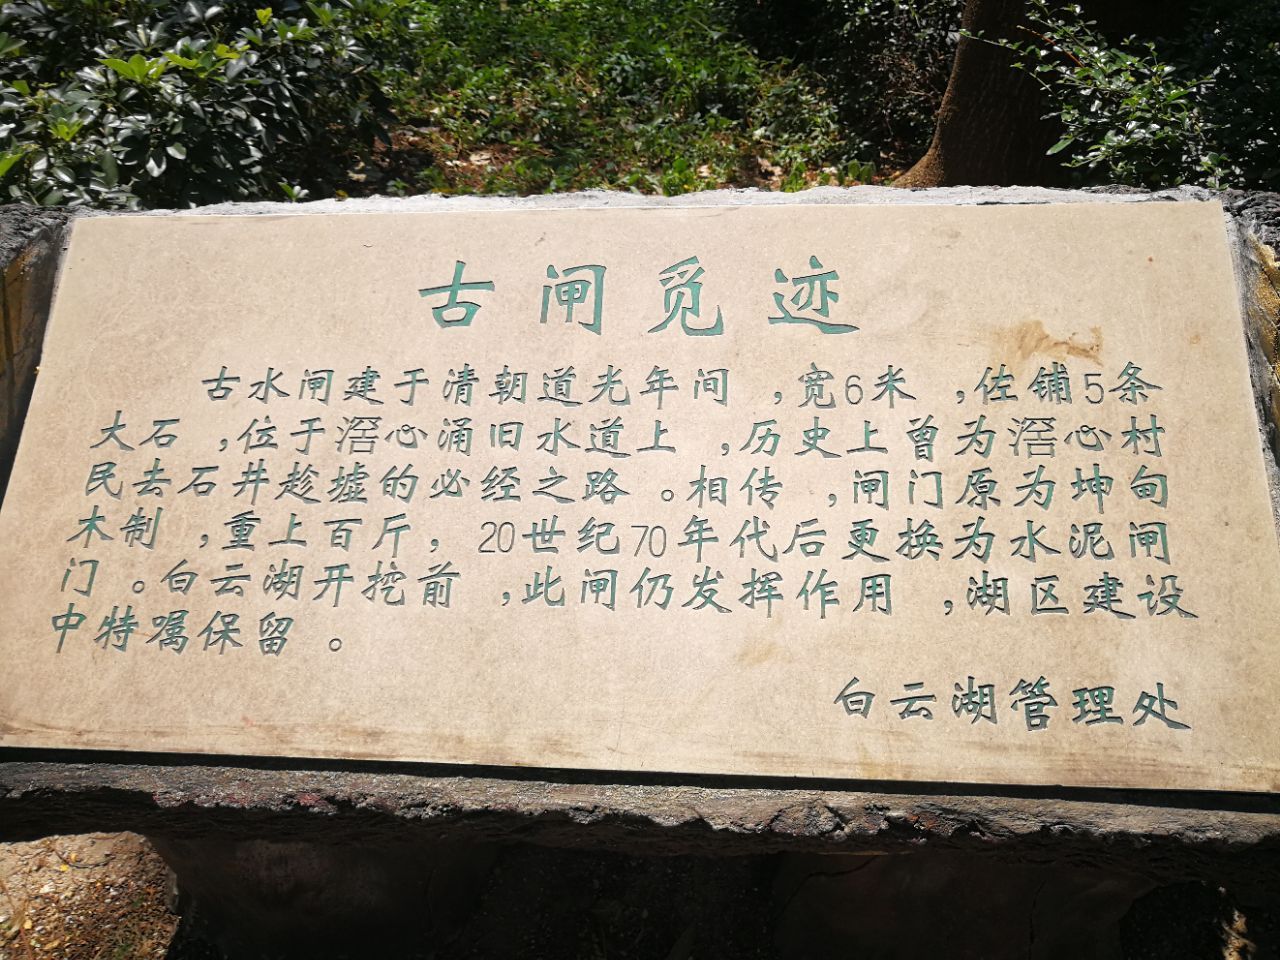 古闸觅迹
古水闸建于清朝道光年间，宽6米，佐铺5条
大石，位于滘心涌旧水道上，历史上曾为滘心村
民去石井趁墟的必经之路。相传，闸门原为坤甸
木制，重上百斤，20世纪70年代后更换为水泥闸
门。白云湖开挖前，此闸仍发挥作用，湖区建设
中特嘱保留。
白云湖管理处